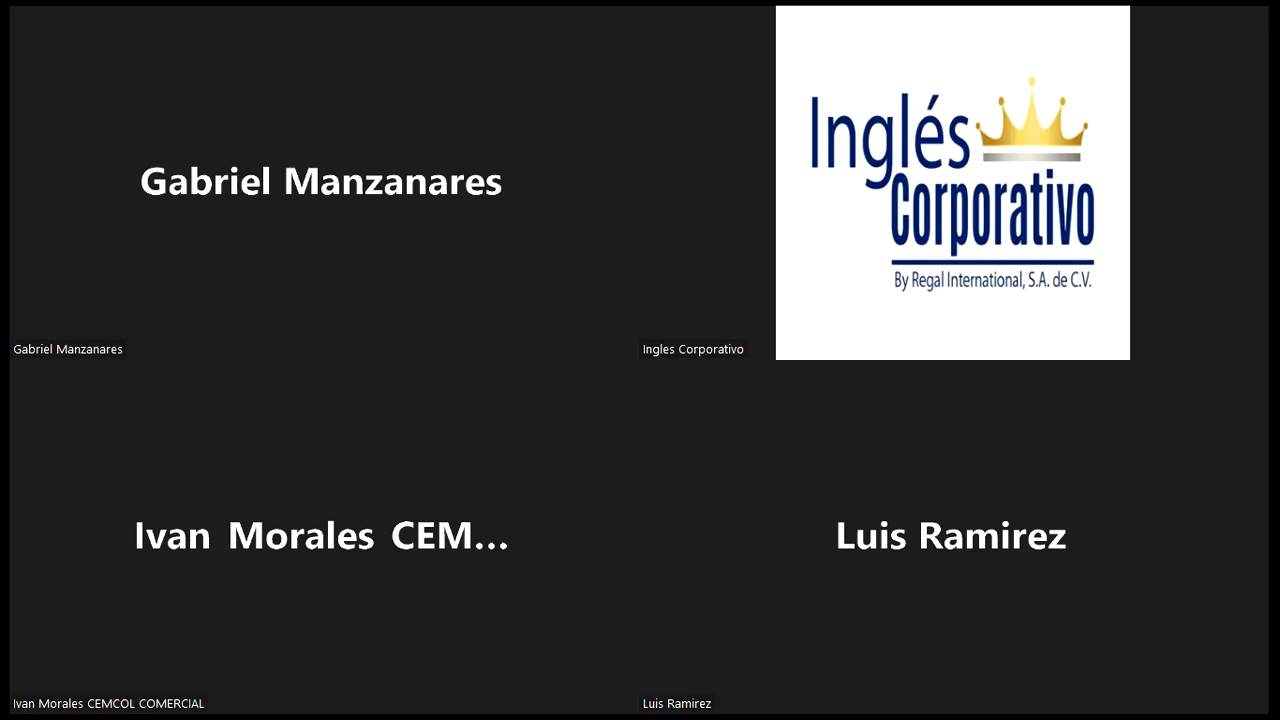 Gabriel Manzanares
Gabriel Manzanares
Inglés
Corporativo
By Regal International, S.A. de C.V.
Ingles Corporativo
Ivan Morales CEM...
Ivan Morales CEMCOL COMERCIAL
Luis Ramirez
Luis Ramirez